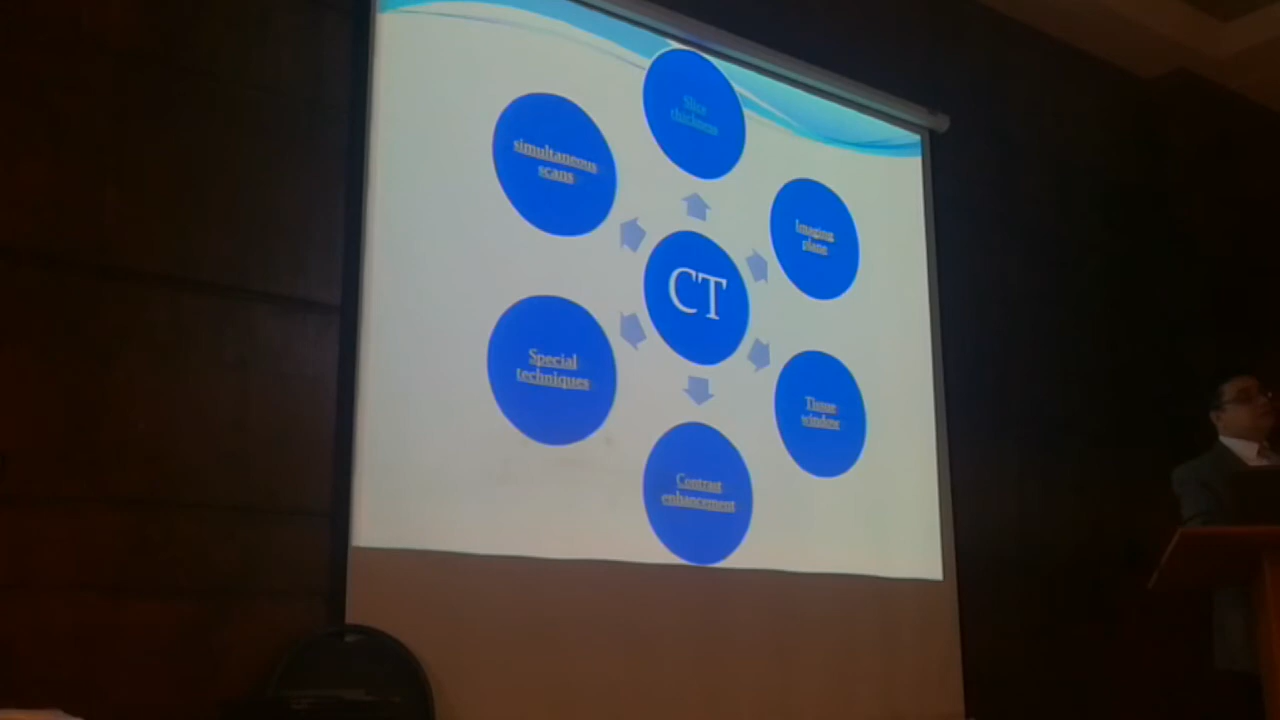 Slice
thickness
simultaneous
scans
Imaging
plane
CT
Special
techniques
Tissue
window
Contrast
enhancement